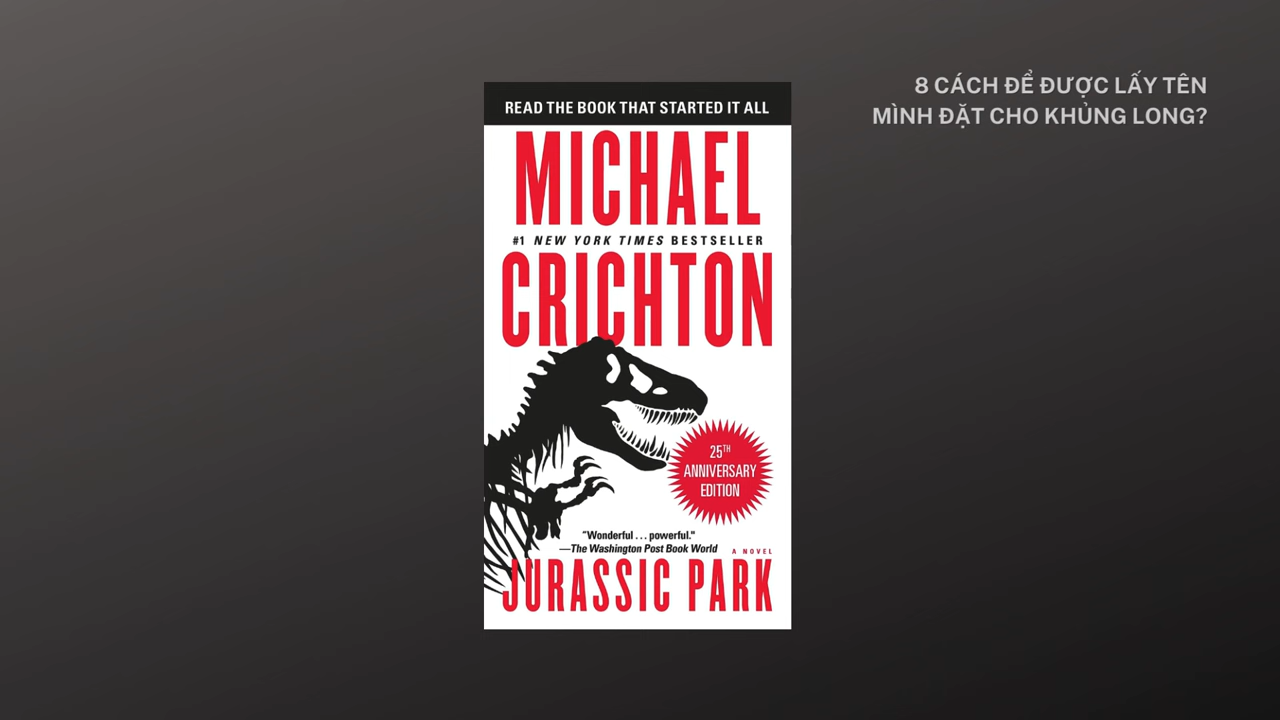 8 CÁCH ĐỂ ĐƯỢC LẤY TÊN
MÌNH ĐẶT CHO KHỦNG LONG?
READ THE BOOK THAT STARTED IT ALL
MICHAEL
#1 NEW YORK TIMES BESTSELLER
CRICHTON
25TH
ANNIVERSARY
EDITION
"Wonderful . . . powerful."
—The Washington Post Book World
A NOVEL
JURASSIC PARK